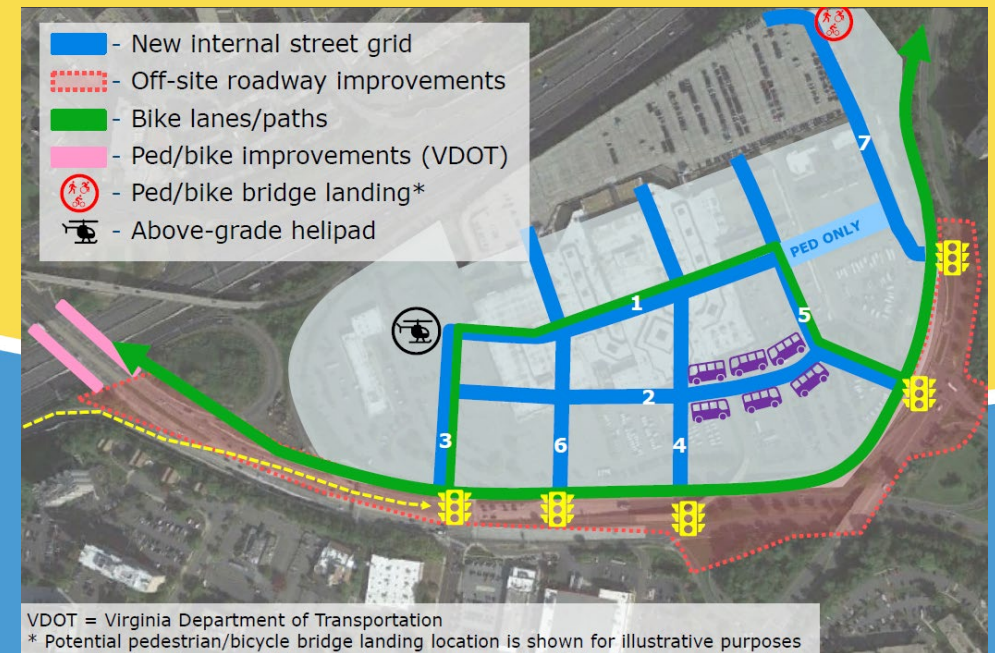 - New internal street grid
- Off-site roadway improvements
- Bike lanes/paths
- Ped/bike improvements (VDOT)
- Ped/bike bridge landing*
- Above-grade helipad
7
PED ONLY
1
5
2
3
6
4
VDOT = Virginia Department of Transportation
* Potential pedestrian/bicycle bridge landing location is shown for illustrative purposes